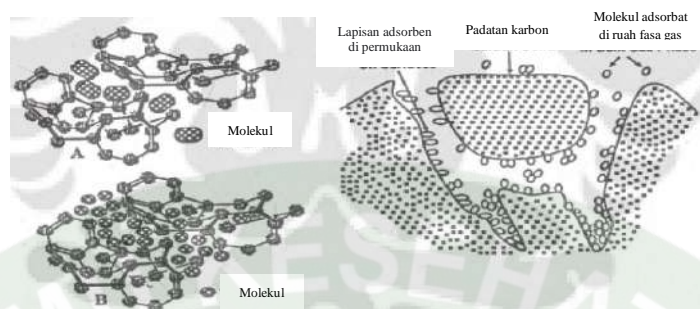 Lapisan adsorben
di permukaan
Padatan karbon
Molekul adsorbat
di ruah fasa gas
Molekul
A
Molekul
B